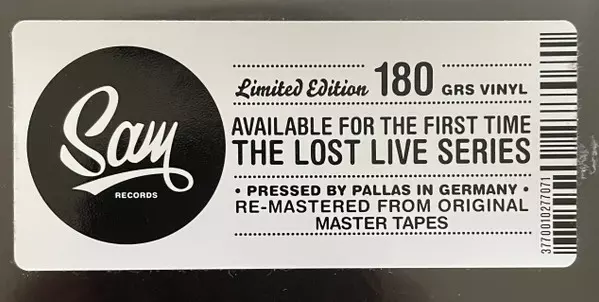 Sam
RECORDS
Limited Edition 180 GRS VINYL
AVAILABLE FOR THE FIRST TIME
THE LOST LIVE SERIES
• PRESSED BY PALLAS IN GERMANY •
RE-MASTERED FROM ORIGINAL
MASTER TAPES
3770010277071